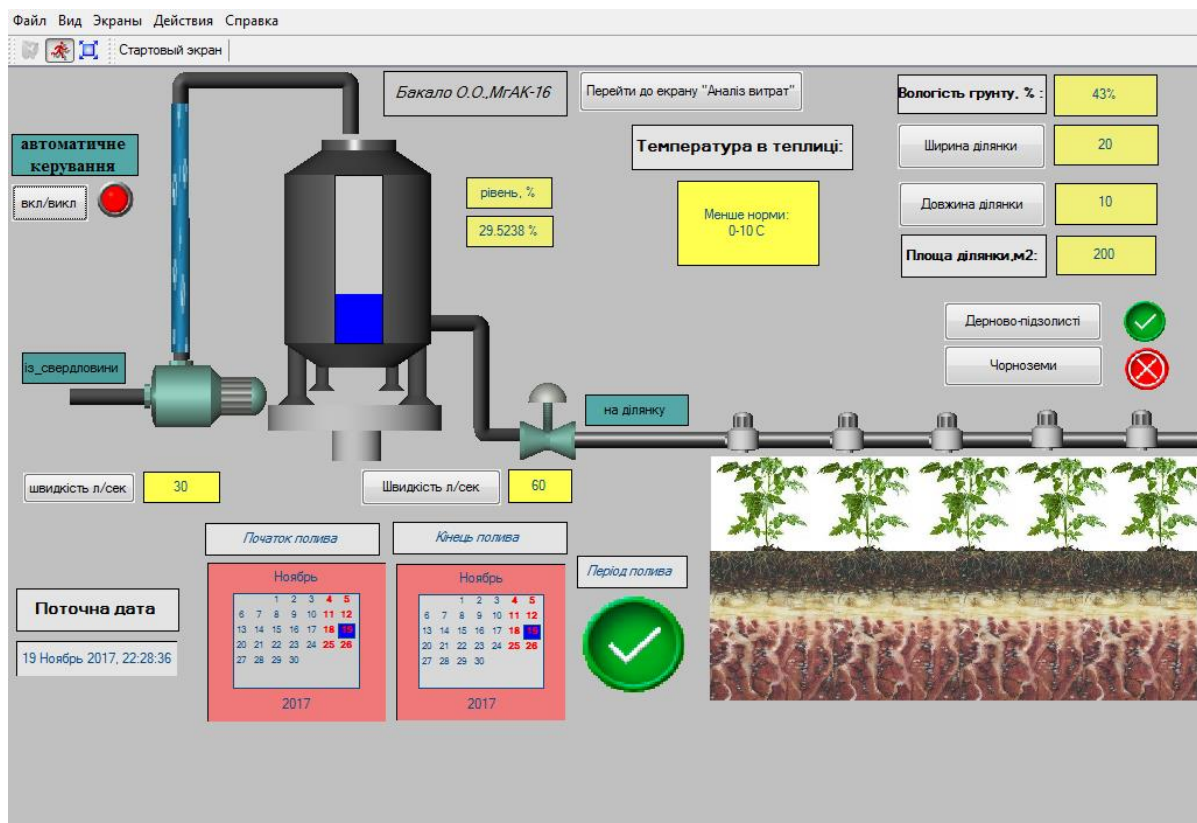 Файл Вид Экраны Действия Справка
Стартовый экран
Бакало О.О.,МгАК-16
Перейти до екрану "Аналіз витрат"
Вологість грунту, % :
43%
автоматичне
керування
Температура в теплиці:
Ширина ділянки
20
вкл/викл
рівень, %
29.5238 %
Менше норми:
0-10 C
Довжина ділянки
10
Площа ділянки,м2:
200
Дерново-підзолисті
Чорноземи
із_свердловини
на ділянку
швидкість л/сек
30
Швидкість л/сек
60
Початок полива
Кінець полива
Період полива
Поточна дата
19 Ноябрь 2017, 22:28:36
Ноябрь
1 2 3 4 5
6 7 8 9 10 11 12
13 14 15 16 17 18 19
20 21 22 23 24 25 26
27 28 29 30
2017
Ноябрь
1 2 3 4 5
6 7 8 9 10 11 12
13 14 15 16 17 18 19
20 21 22 23 24 25 26
27 28 29 30
2017